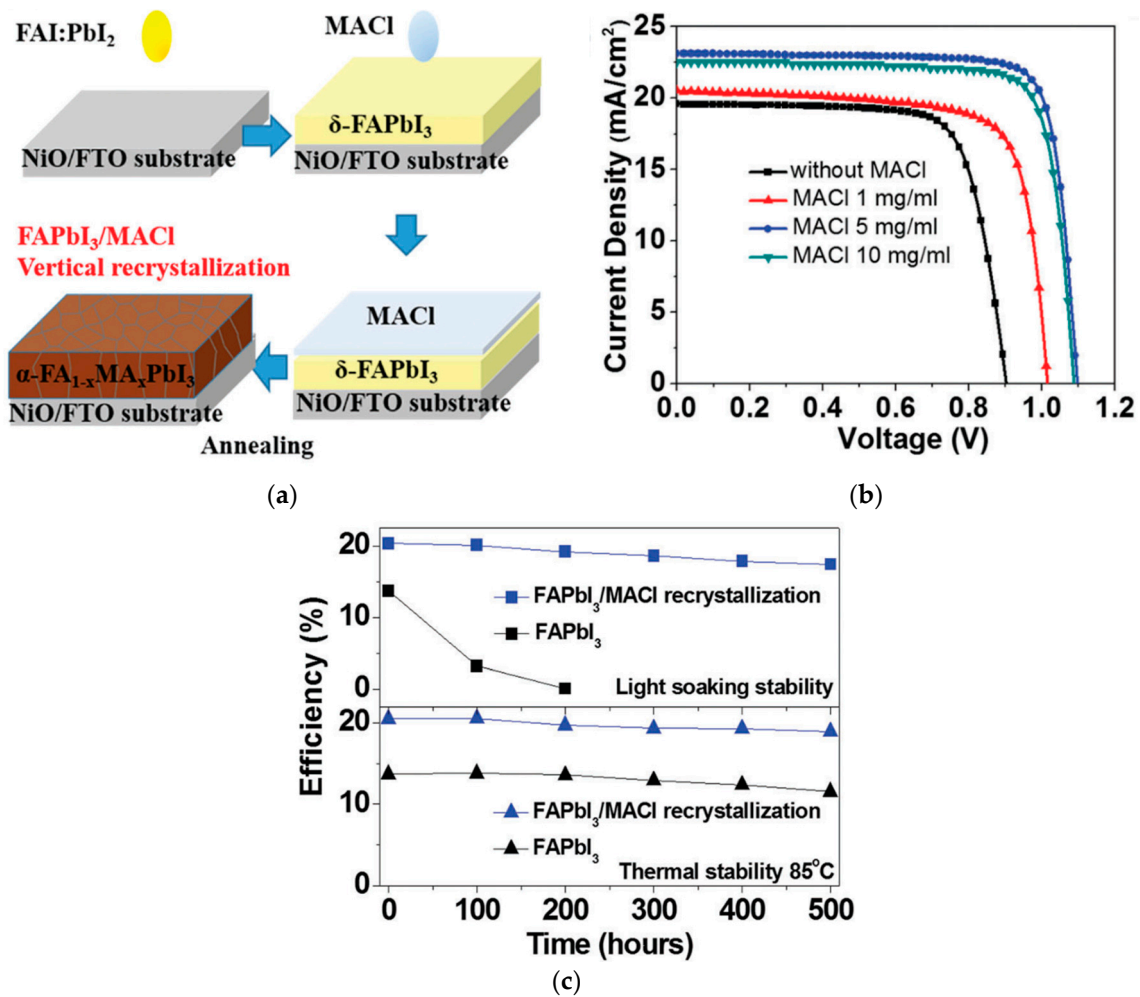 FAI:PbI₂
MACl
NiO/FTO substrate
δ-FAPbI₃
NiO/FTO substrate
FAPbI₃/MACl
Vertical recrystallization
α-FA₁₋ₓMAₓPbI₃
NiO/FTO substrate
MACl
δ-FAPbI₃
NiO/FTO substrate
Annealing
(a)
Current Density (mA/cm²)
25
20
15
10
5
0
without MACl
MACl 1 mg/ml
MACl 5 mg/ml
MACl 10 mg/ml
0.0 0.2 0.4 0.6 0.8 1.0 1.2
Voltage (V)
(b)
Efficiency (%)
20
10
0
FAPbI₃/MACl recrystallization
FAPbI₃
Light soaking stability
20
10
0
FAPbI₃/MACl recrystallization
FAPbI₃
Thermal stability 85°C
0 100 200 300 400 500
Time (hours)
(c)